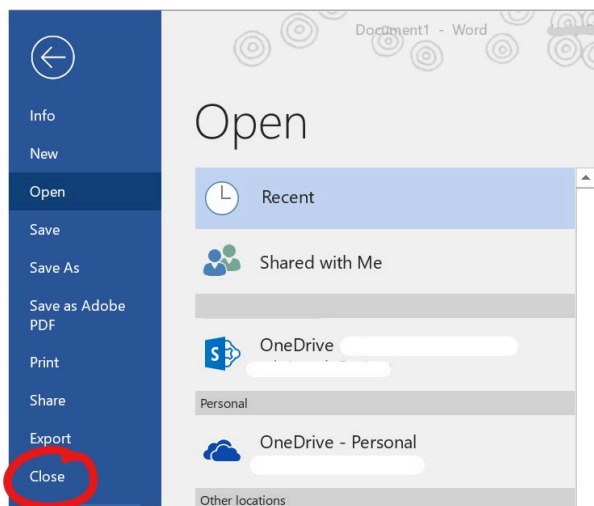 Document1 - Word
Info
New
Open
Save
Save As
Save as Adobe
PDF
Print
Share
Export
Close
Open
Recent
Shared with Me
OneDrive
Personal
OneDrive - Personal
Other locations